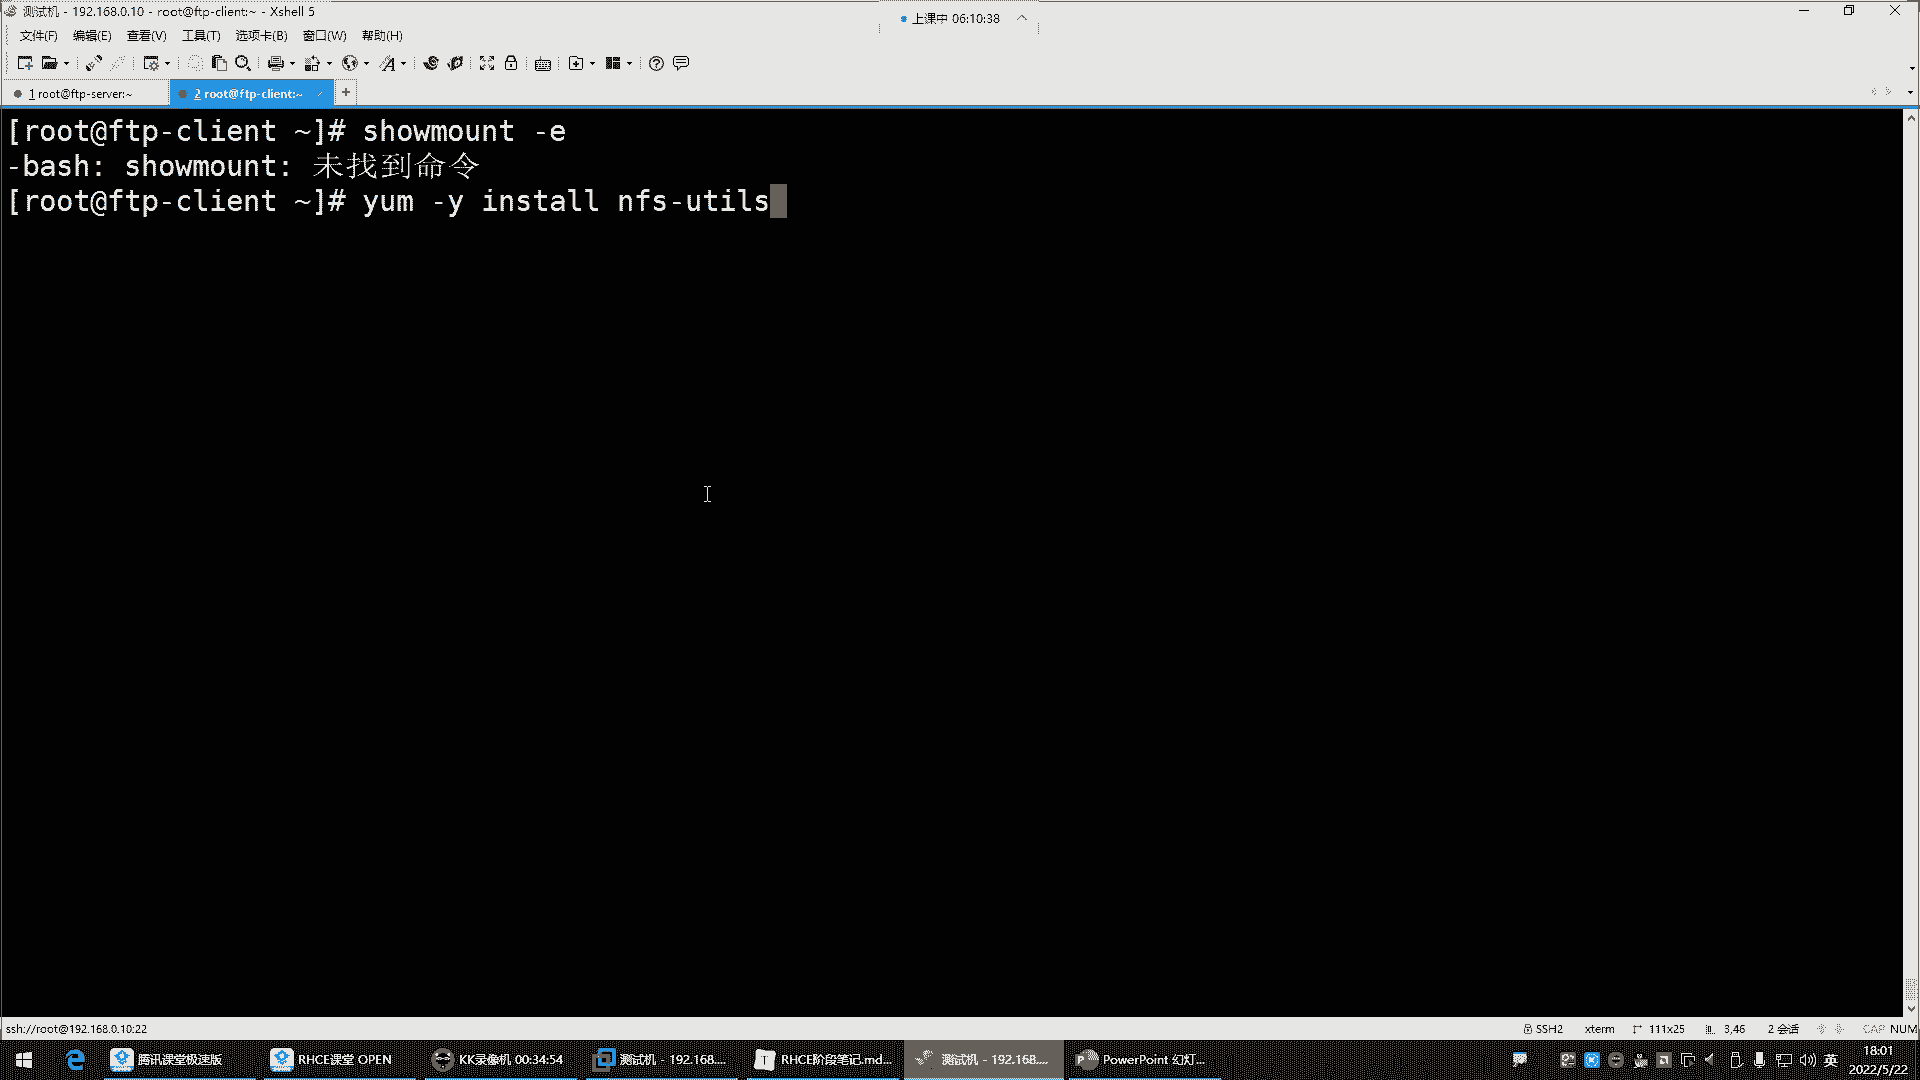 测试机 - 192.168.0.10 - root@ftp-client:~ - Xshell 5
上课中 06:10:38
文件(F) 编辑(E) 查看(V) 工具(T) 选项卡(B) 窗口(W) 帮助(H)
1 root@ftp-server:~ 2 root@ftp-client:~ +
[root@ftp-client ~]# showmount -e
-bash: showmount: 未找到命令
[root@ftp-client ~]# yum -y install nfs-utils
ssh://root@192.168.0.10:22 SSH2 xterm 111x25 3,46 2 会话 CAP NUM
腾讯课堂极速版 RHCE课堂 OPEN KK录像机 00:34:54 测试机 - 192.168.... RHCE阶段笔记.md... 测试机 - 192.168.... PowerPoint 幻灯... 英 18:01
2022/5/22